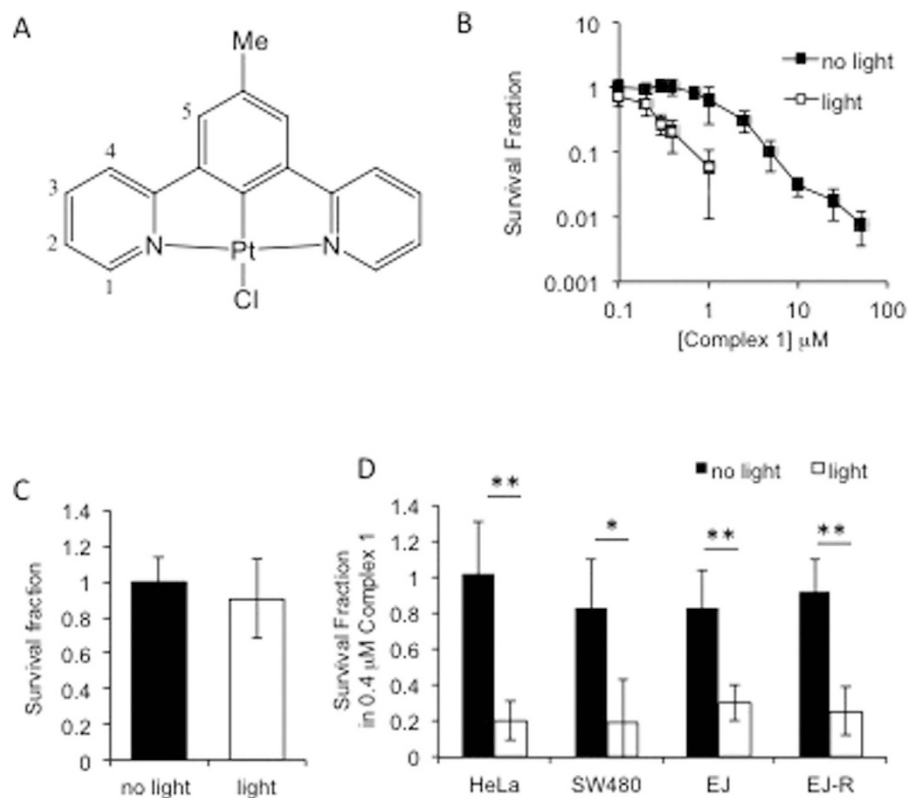 A
Me
5
4
3
2
1
N
Pt
N
Cl
B
Survival Fraction
10
1
0.1
0.01
0.001
0.1
1
10
100
[Complex 1] μM
no light
light
C
Survival fraction
1.4
1.2
1
0.8
0.6
0.4
0.2
0
no light
light
D
no light
light
Survival Fraction
in 0.4 μM Complex 1
1.4
1.2
1
0.8
0.6
0.4
0.2
0
**
*
**
**
HeLa
SW480
EJ
EJ-R